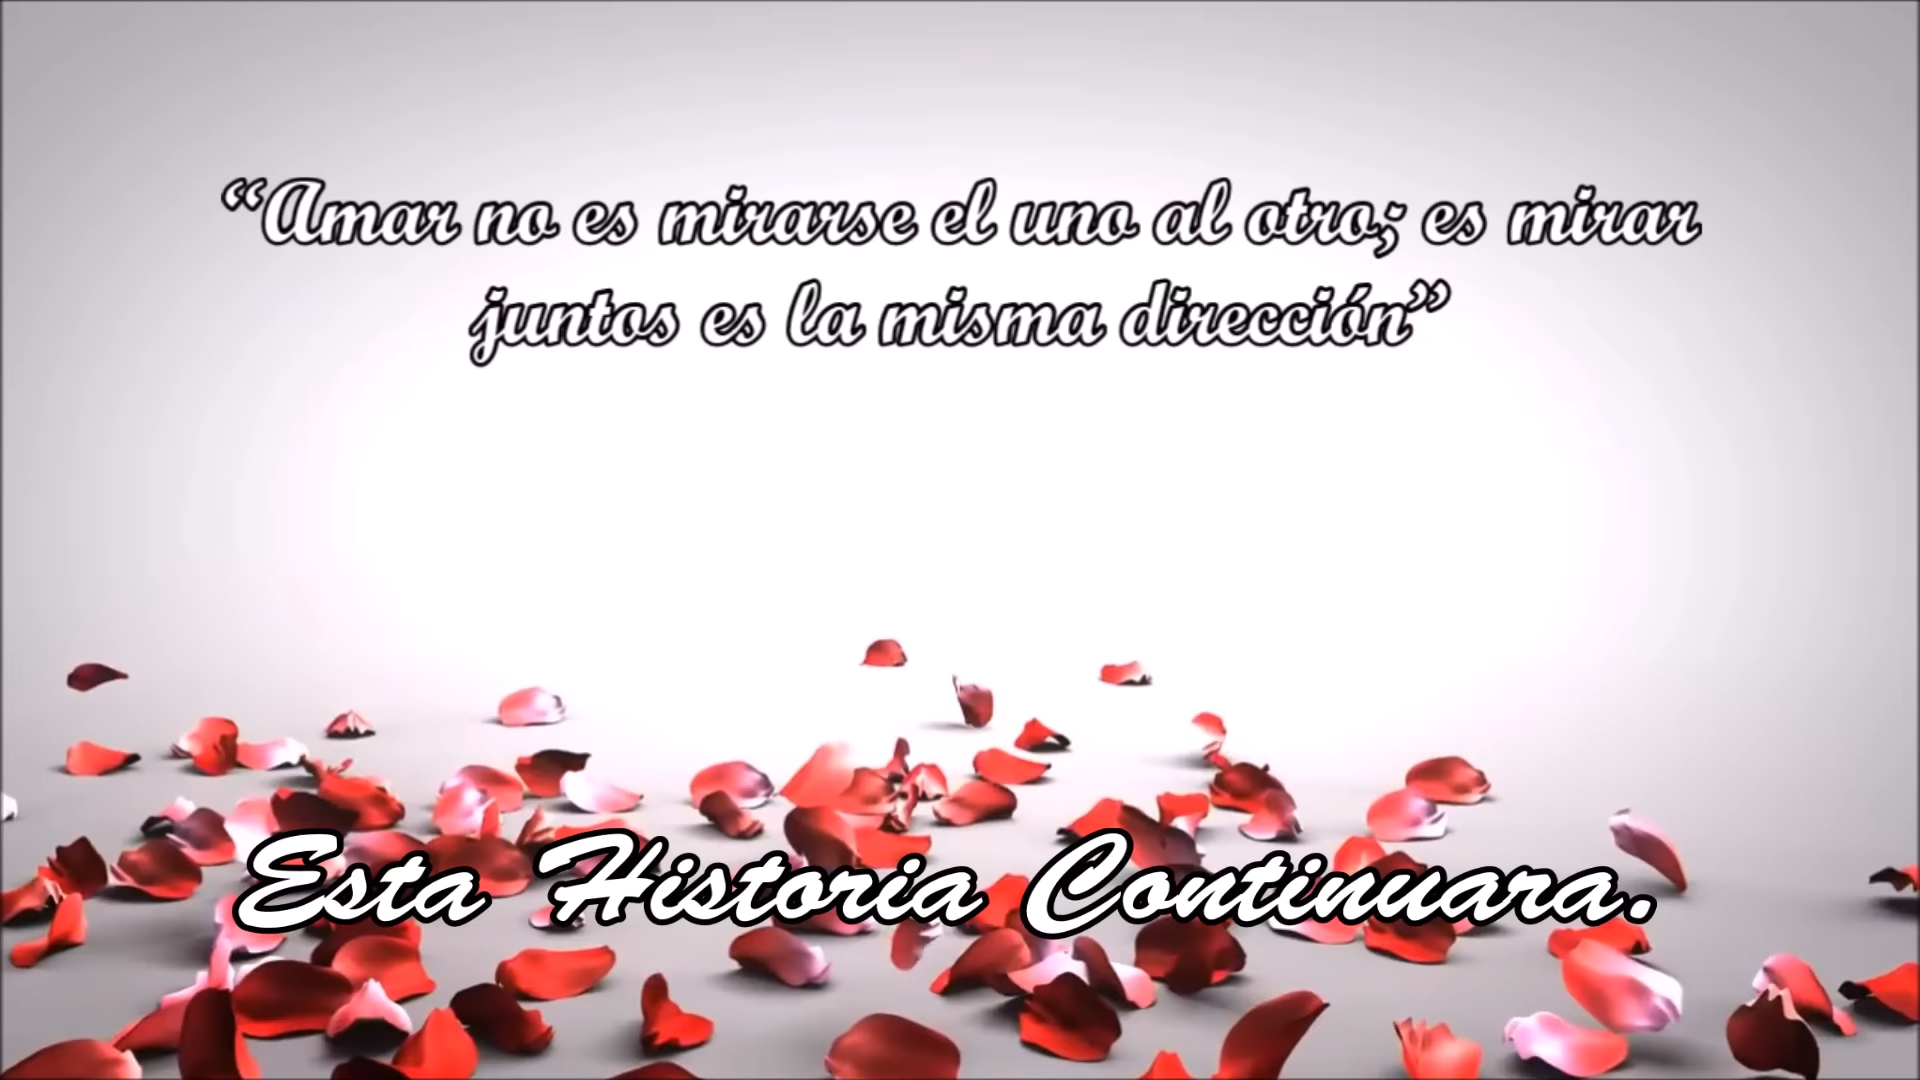 “Amar no es mirarse el uno al otro; es mirar
juntos es la misma dirección”
Esta Historia Continuara.